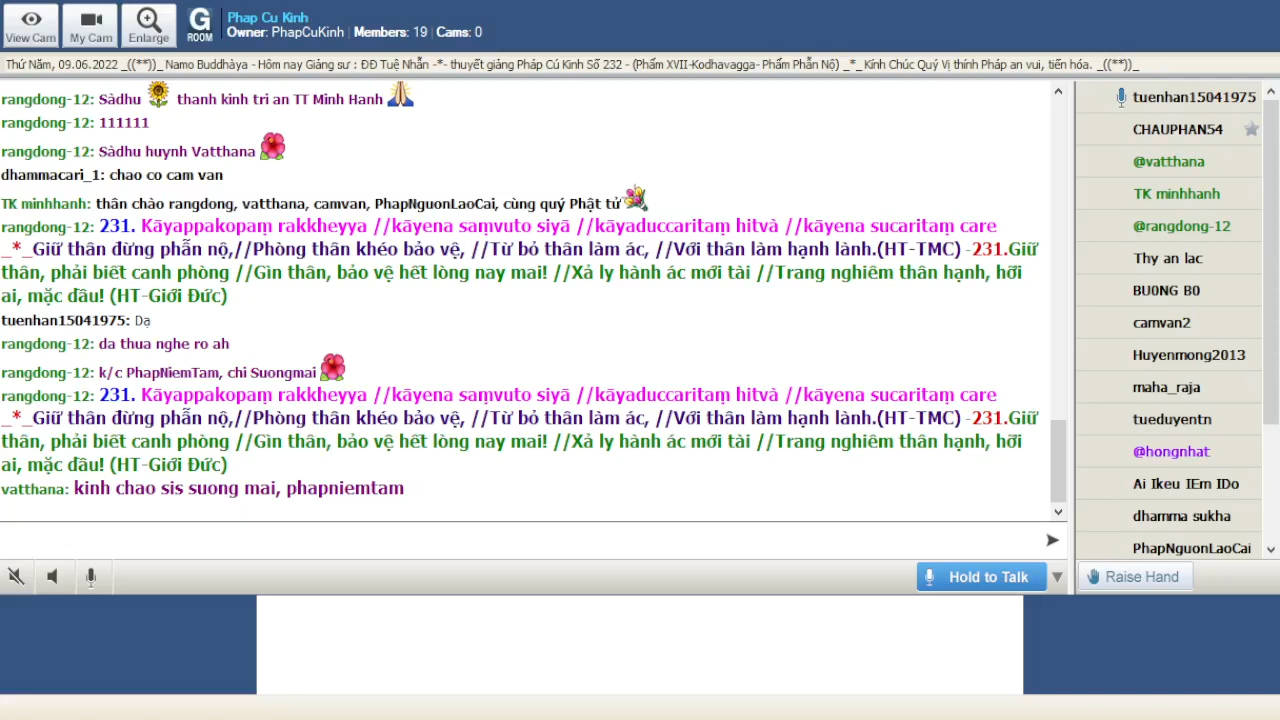 View Cam
My Cam
Enlarge
G
ROOM
Phap Cu Kinh
Owner: PhapCuKinh | Members: 19 | Cams: 0
Thứ Năm, 09.06.2022 _((**))_ Namo Buddhàya - Hôm nay Giảng sư : ĐĐ Tuệ Nhẫn -*- thuyết giảng Pháp Cú Kinh Số 232 - (Phẩm XVII-Kodhavagga- Phẩm Phẫn Nộ) _*_Kính Chúc Quý Vị thính Pháp an vui, tiến hóa. _((**))_
rangdong-12: Sàdhu thanh kinh tri an TT Minh Hanh
rangdong-12: 111111
rangdong-12: Sàdhu huynh Vatthana
dhammacari_1: chao co cam van
TK minhhanh: thân chào rangdong, vatthana, camvan, PhapNguonLaoCai, cùng quý Phật tử
rangdong-12: 231. Kāyappakopaṃ rakkheyya //kāyena saṃvuto siyā //kāyaduccaritaṃ hitvà //kāyena sucaritaṃ care
_*_Giữ thân đừng phẫn nộ,//Phòng thân khéo bảo vệ, //Từ bỏ thân làm ác, //Với thân làm hạnh lành.(HT-TMC) -231.Giữ
thân, phải biết canh phòng //Gìn thân, bảo vệ hết lòng nay mai! //Xả ly hành ác mới tài //Trang nghiêm thân hạnh, hỡi
ai, mặc dầu! (HT-Giới Đức)
tuenhan15041975: Dạ
rangdong-12: da thua nghe ro ah
rangdong-12: k/c PhapNiemTam, chi Suongmai
rangdong-12: 231. Kāyappakopaṃ rakkheyya //kāyena saṃvuto siyā //kāyaduccaritaṃ hitvà //kāyena sucaritaṃ care
_*_Giữ thân đừng phẫn nộ,//Phòng thân khéo bảo vệ, //Từ bỏ thân làm ác, //Với thân làm hạnh lành.(HT-TMC) -231.Giữ
thân, phải biết canh phòng //Gìn thân, bảo vệ hết lòng nay mai! //Xả ly hành ác mới tài //Trang nghiêm thân hạnh, hỡi
ai, mặc dầu! (HT-Giới Đức)
vatthana: kinh chao sis suong mai, phapniemtam
Hold to Talk
tuenhan15041975
CHAUPHAN54
@vatthana
TK minhhanh
@rangdong-12
Thy an lac
BU0NG B0
camvan2
Huyenmong2013
maha_raja
tueduyentn
@hongnhat
Ai Ikeu IEm IDo
dhamma sukha
PhapNguonLaoCai
Raise Hand